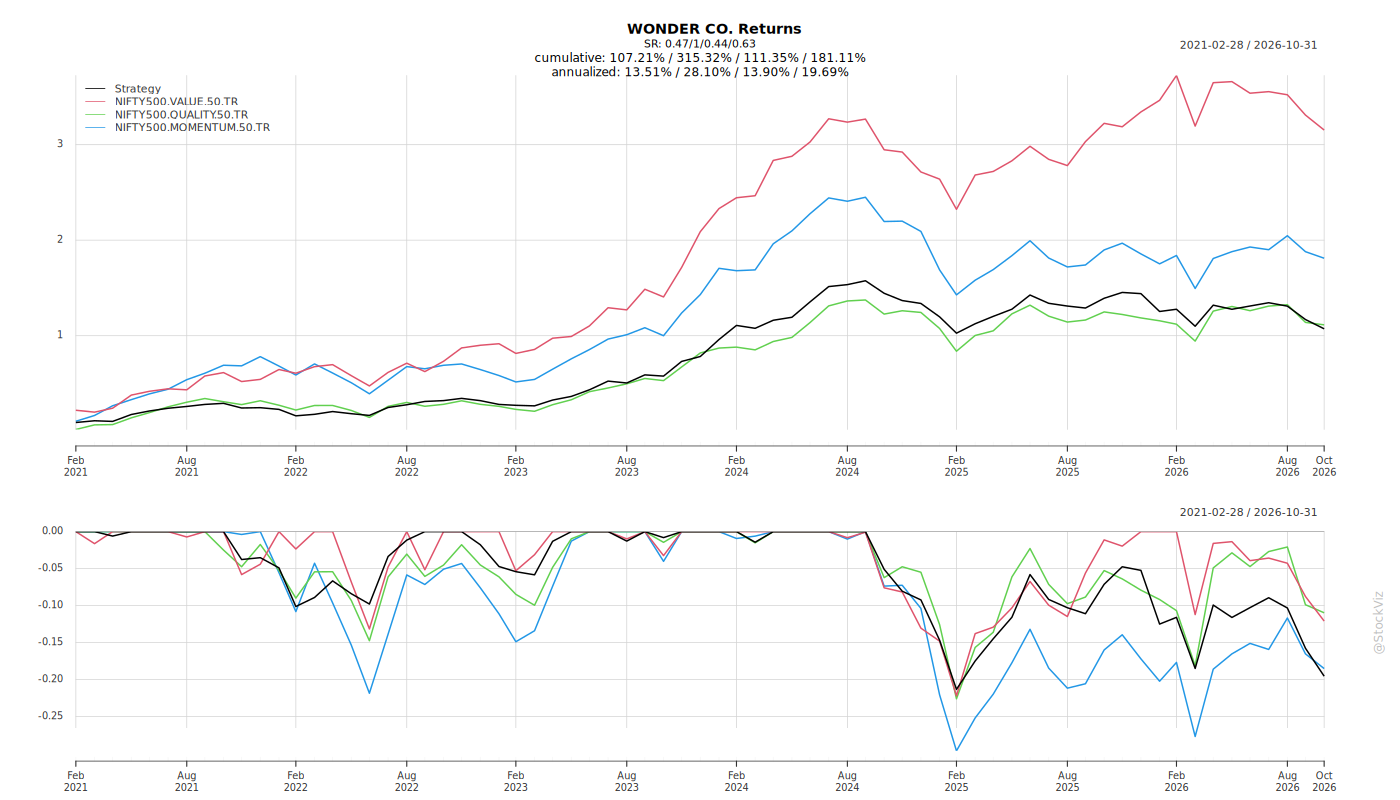 WONDER CO. Returns
SR: 0.47/1/0.44/0.63
cumulative: 107.21% / 315.32% / 111.35% / 181.11%
annualized: 13.51% / 28.10% / 13.90% / 19.69%
2021-02-28 / 2026-10-31
Strategy
NIFTY500.VALUE.50.TR
NIFTY500.QUALITY.50.TR
NIFTY500.MOMENTUM.50.TR
3
2
1
Feb Aug Feb Aug Feb Aug Feb Aug Feb Aug Feb Aug Oct
2021 2021 2022 2022 2023 2023 2024 2024 2025 2025 2026 2026 2026
2021-02-28 / 2026-10-31
0.00
-0.05
-0.10
-0.15
-0.20
-0.25
Feb Aug Feb Aug Feb Aug Feb Aug Feb Aug Feb Aug Oct
2021 2021 2022 2022 2023 2023 2024 2024 2025 2025 2026 2026 2026
@StockViz